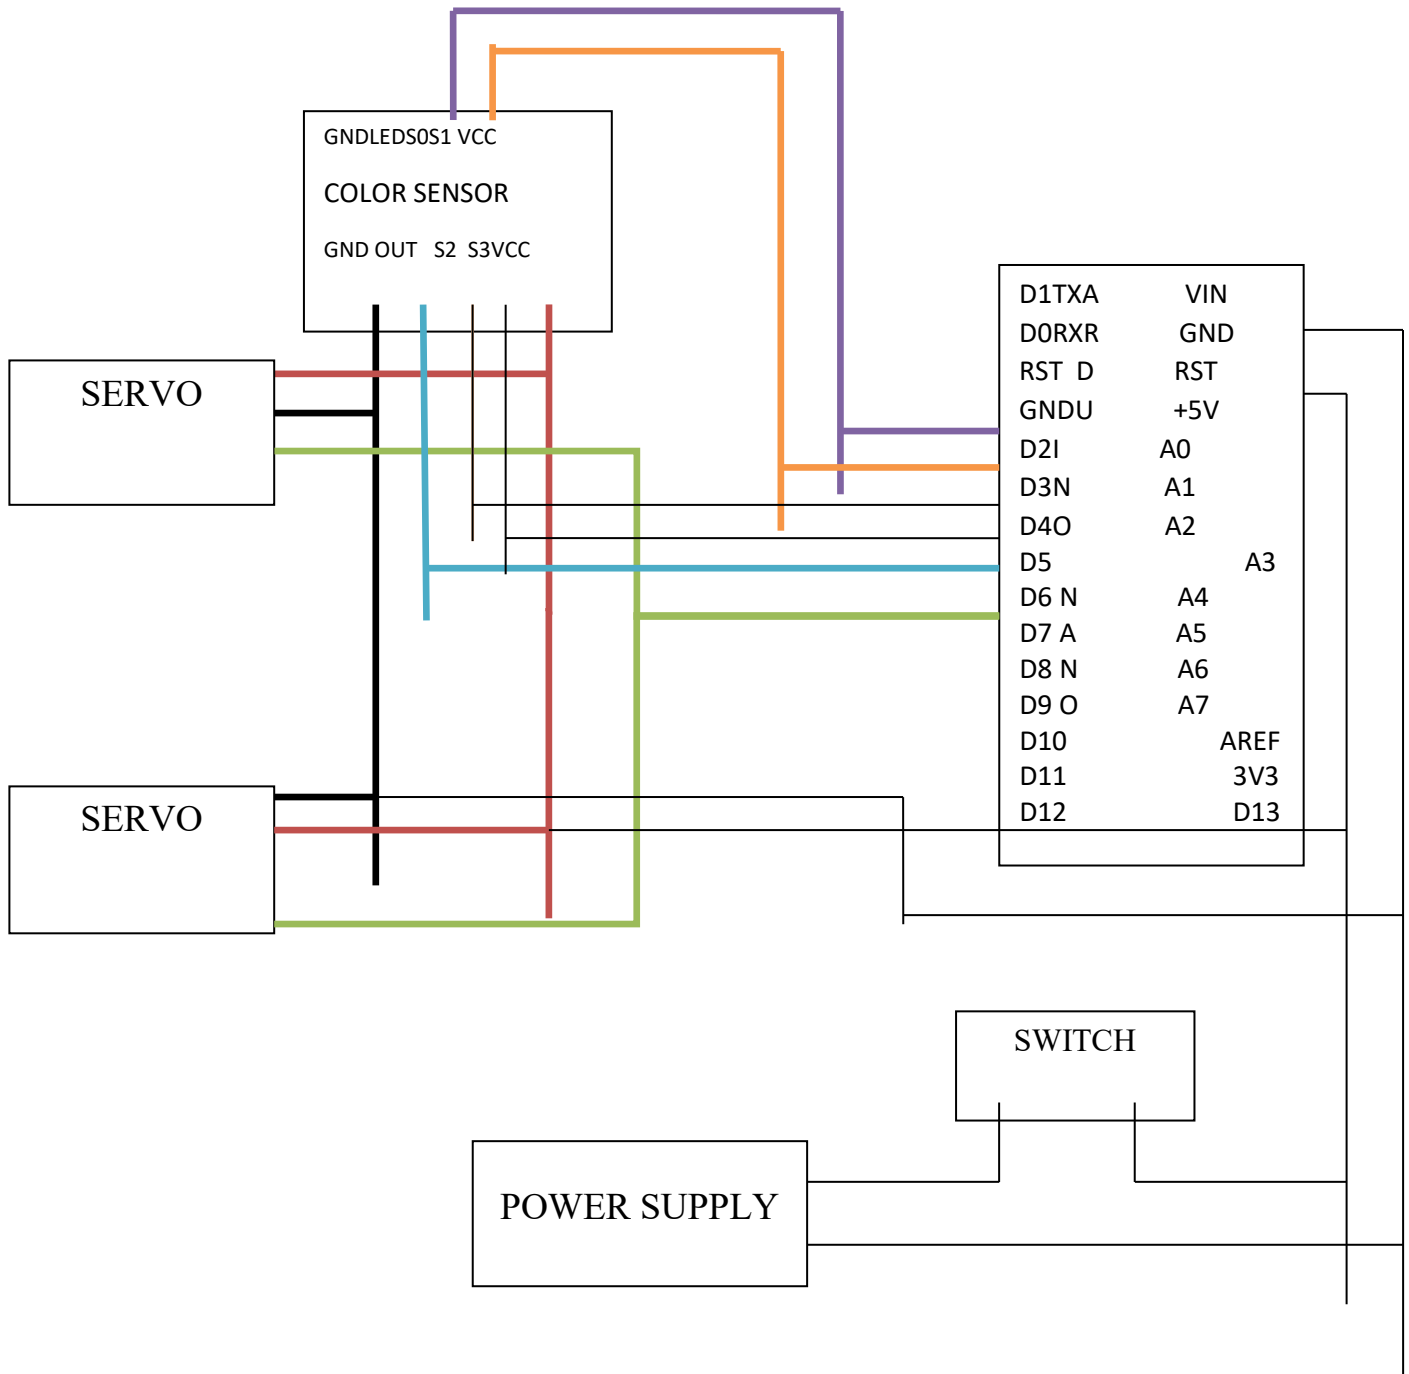 GNDLEDS0S1 VCC
COLOR SENSOR
GND OUT S2 S3VCC
SERVO
SERVO
D1TXA VIN
D0RXR GND
RST D RST
GNDU +5V
D2I A0
D3N A1
D4O A2
D5 A3
D6 N A4
D7 A A5
D8 N A6
D9 O A7
D10 AREF
D11 3V3
D12 D13
SWITCH
POWER SUPPLY